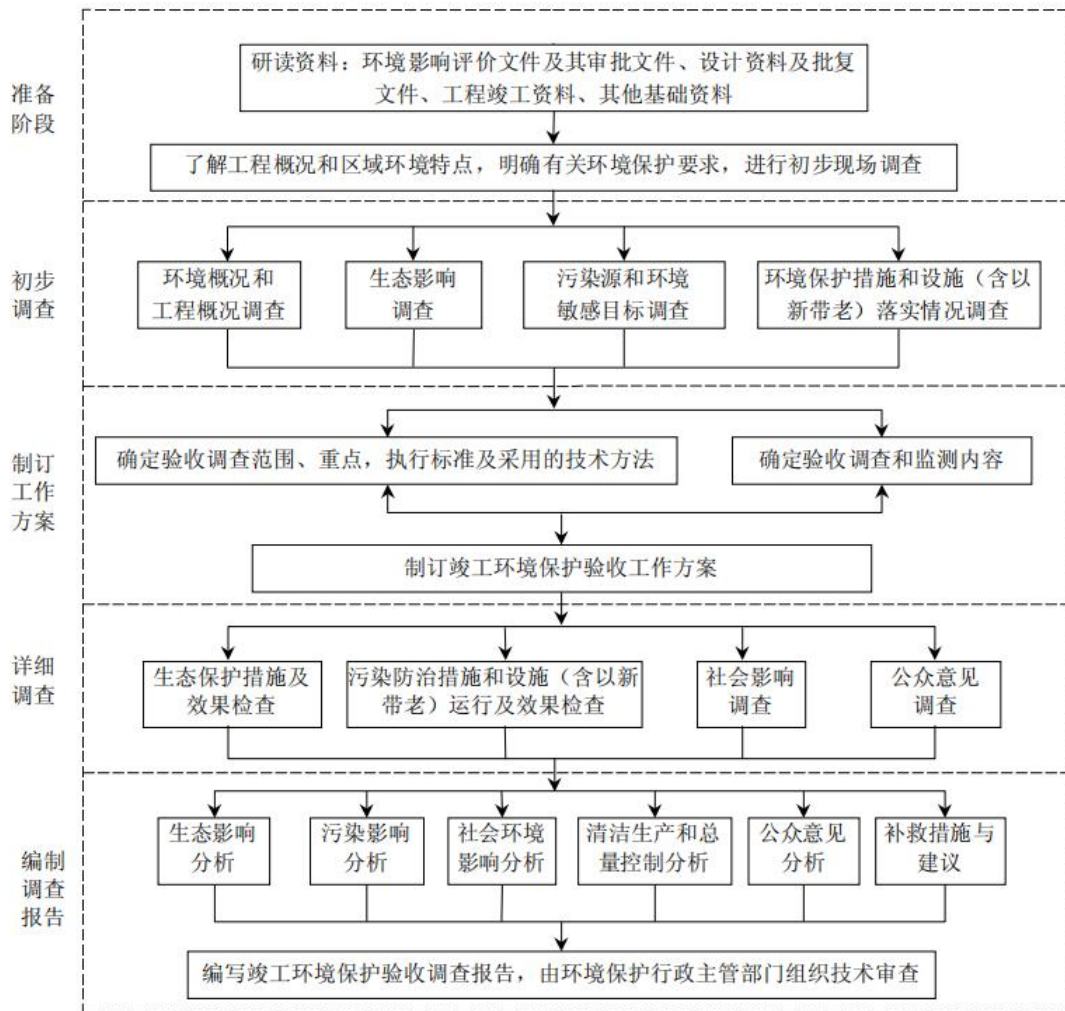 准备
阶段
研读资料：环境影响评价文件及其审批文件、设计资料及批复
文件、工程竣工资料、其他基础资料
了解工程概况和区域环境特点，明确有关环境保护要求，进行初步现场调查
初步
调查
环境概况和
工程概况调查
生态影响
调查
污染源和环境
敏感目标调查
环境保护措施和设施（含以
新带老）落实情况调查
制订
工作
方案
确定验收调查范围、重点，执行标准及采用的技术方法
确定验收调查和监测内容
制订竣工环境保护验收工作方案
详细
调查
生态保护措施及
效果检查
污染防治措施和设施（含以新
带老）运行及效果检查
社会影响
调查
公众意见
调查
编制
调查
报告
生态影响
分析
污染影响
分析
社会环境
影响分析
清洁生产和总
量控制分析
公众意见
分析
补救措施与
建议
编写竣工环境保护验收调查报告，由环境保护行政主管部门组织技术审查